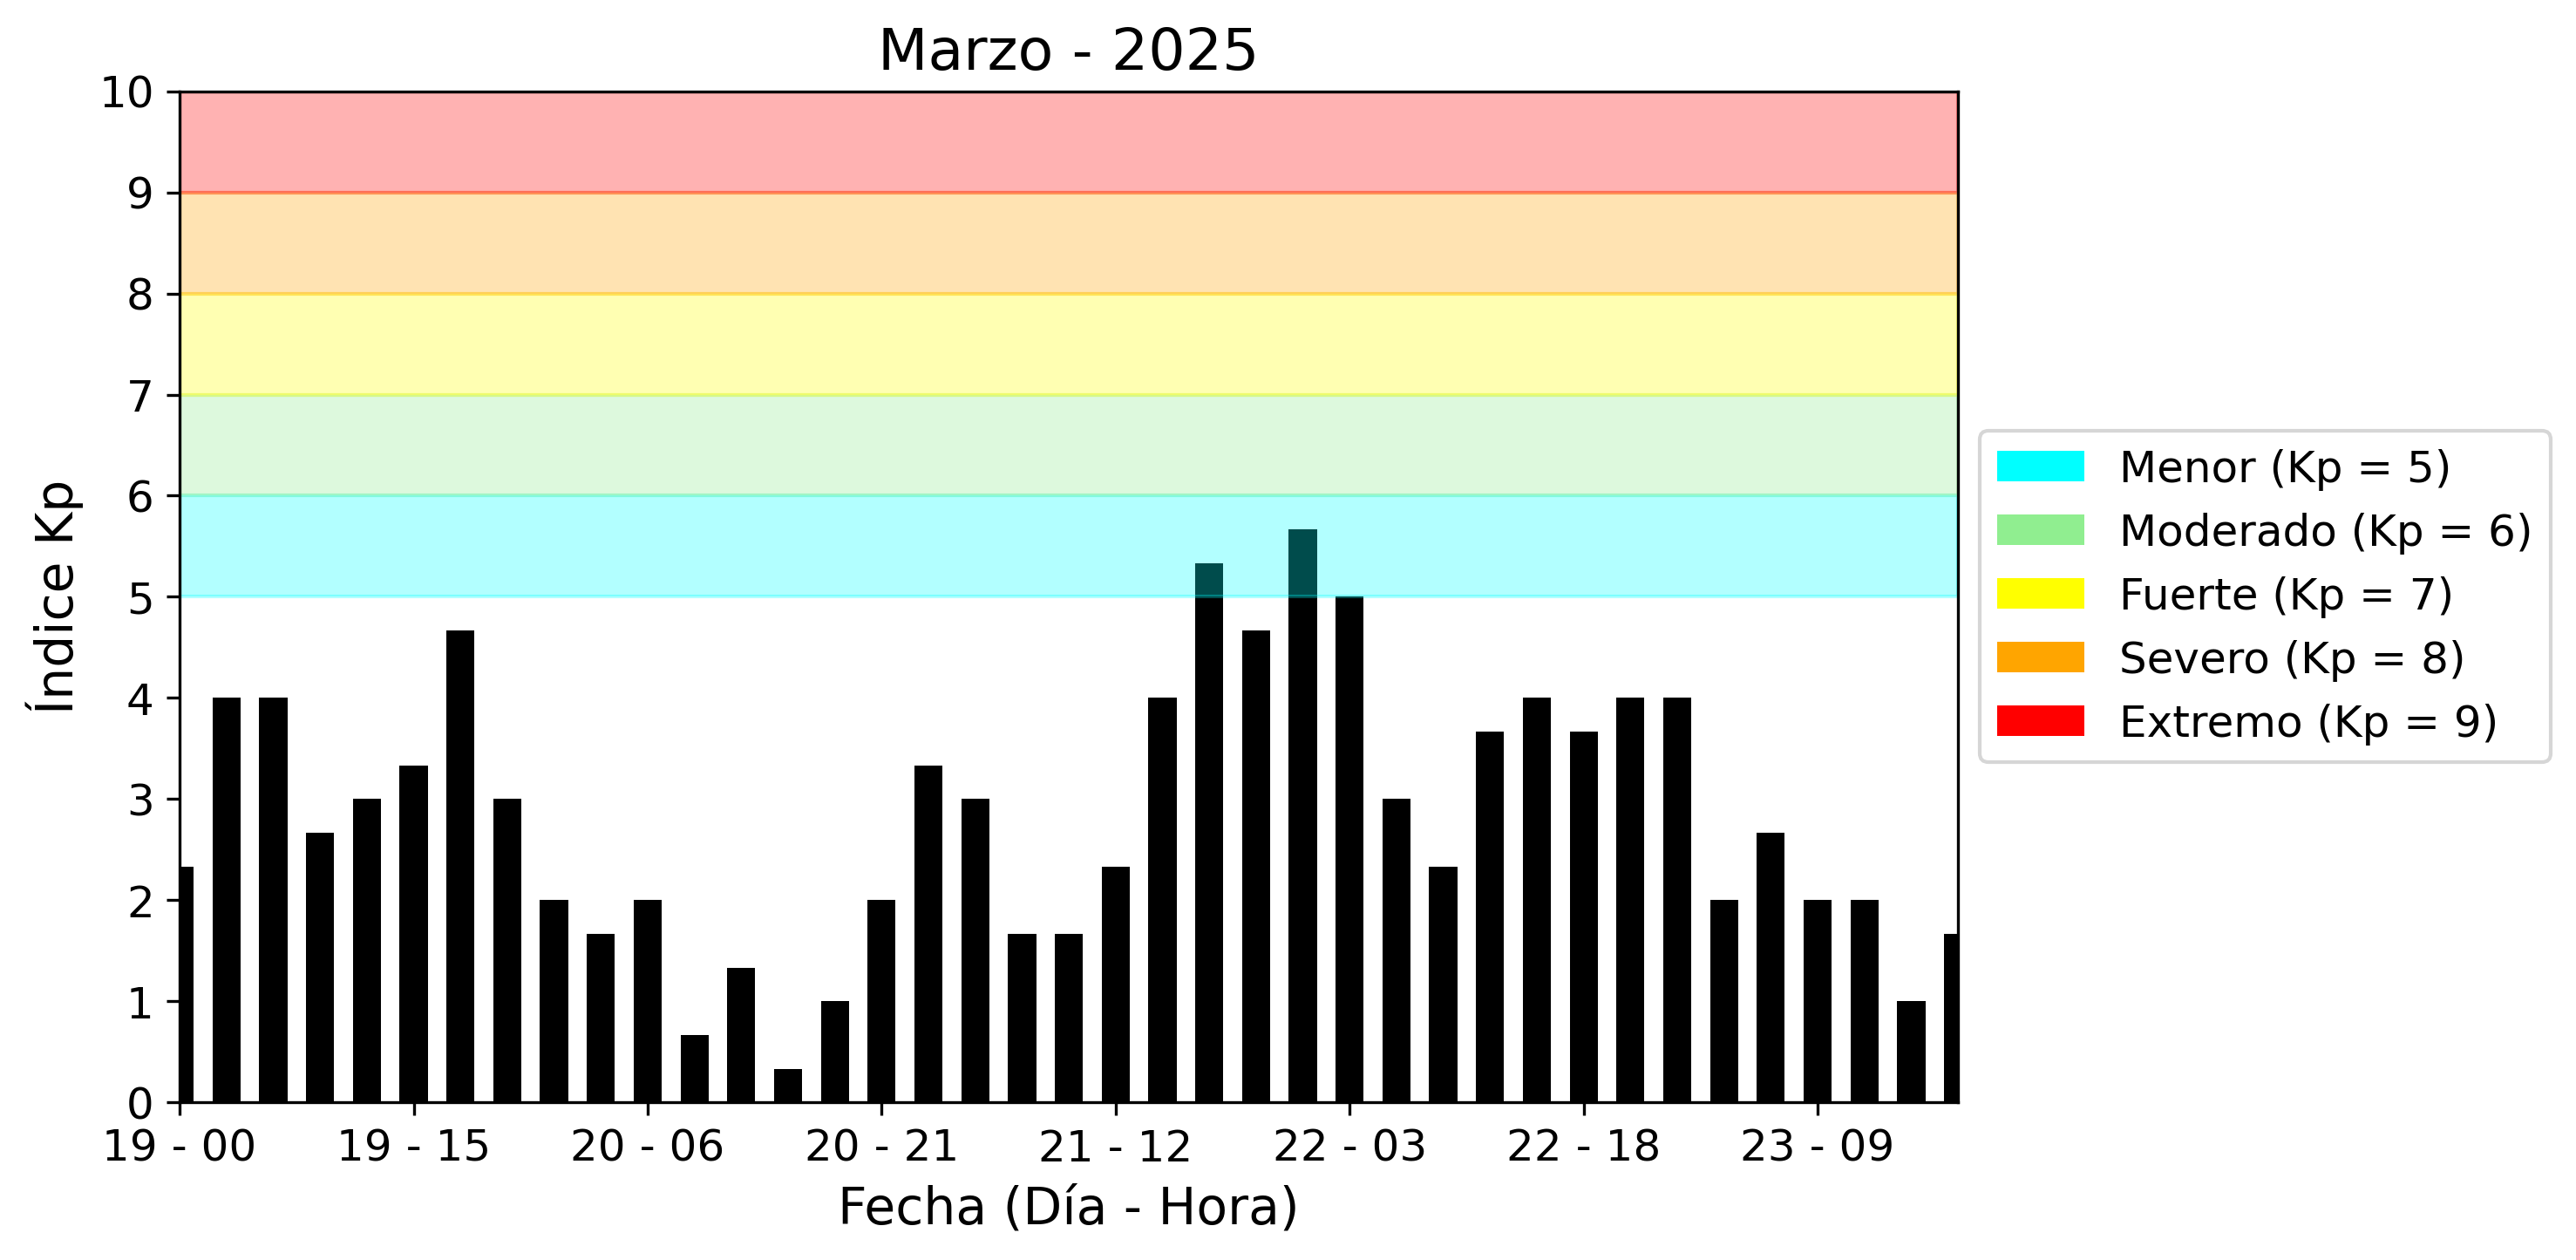 Marzo - 2025
10
9
8
7
6
5
4
3
2
1
0
Índice Kp
19 - 00
19 - 15
20 - 06
20 - 21
21 - 12
22 - 03
22 - 18
23 - 09
Fecha (Día - Hora)
Menor (Kp = 5)
Moderado (Kp = 6)
Fuerte (Kp = 7)
Severo (Kp = 8)
Extremo (Kp = 9)